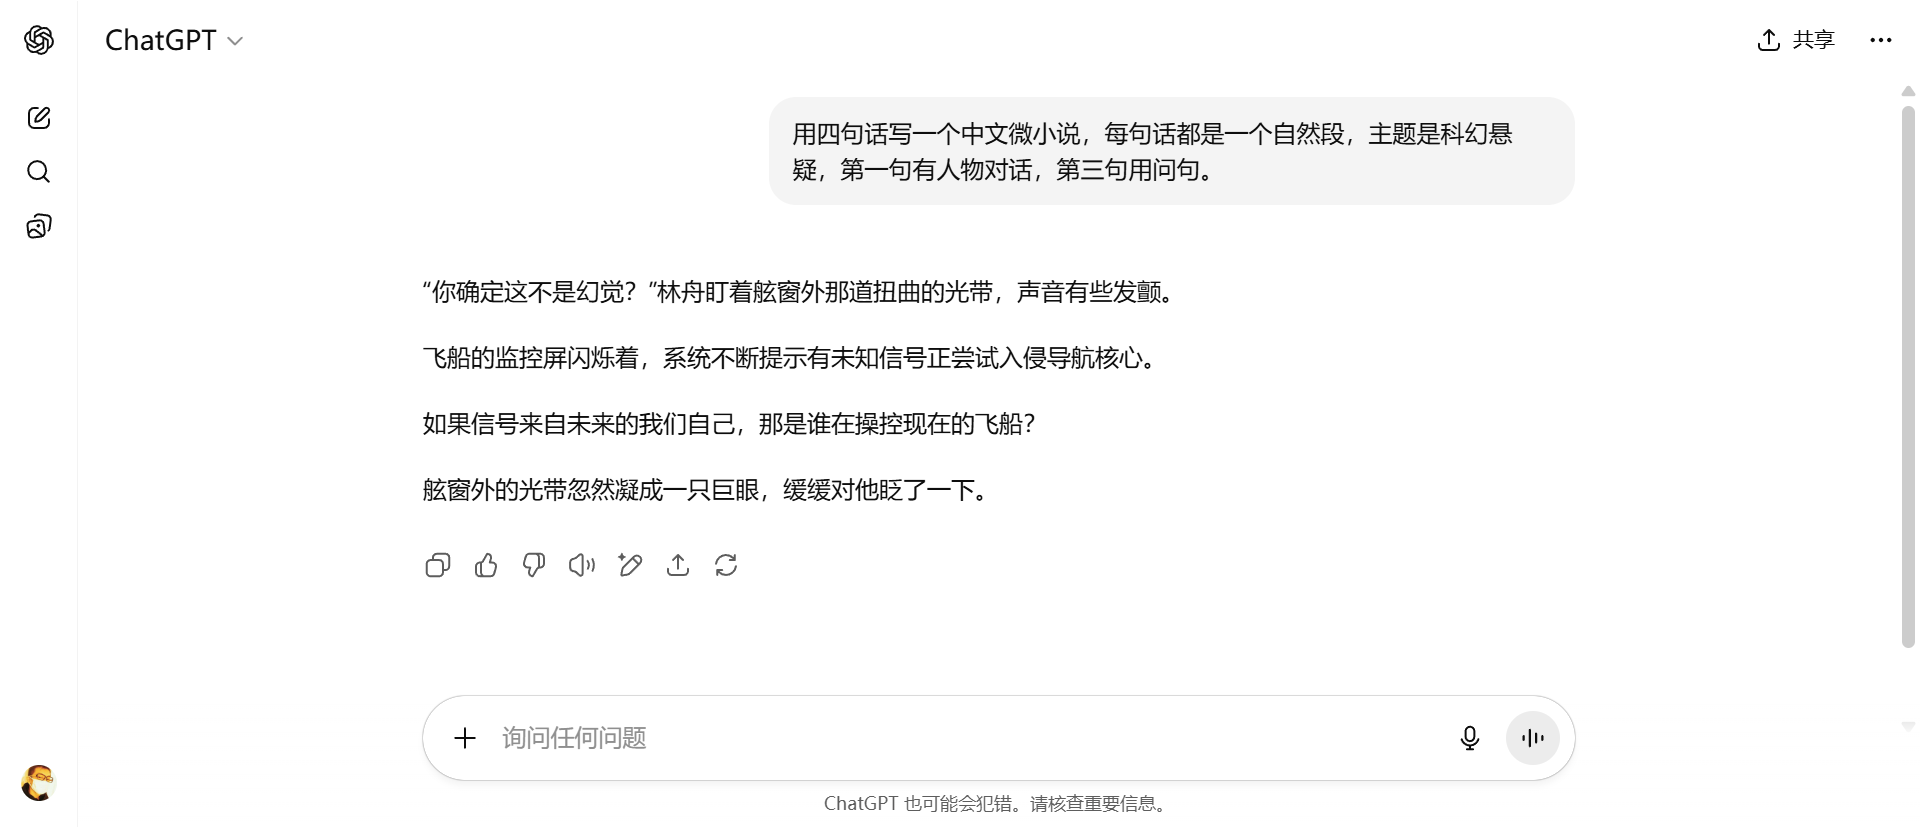 ChatGPT
共享
用四句话写一个中文微小说，每句话都是一个自然段，主题是科幻悬
疑，第一句有人物对话，第三句用问句。
“你确定这不是幻觉？”林舟盯着舷窗外那道扭曲的光带，声音有些发颤。
飞船的监控屏闪烁着，系统不断提示有未知信号正尝试入侵导航核心。
如果信号来自未来的我们自己，那是谁在操控现在的飞船？
舷窗外的光带忽然凝成一只巨眼，缓缓对他眨了一下。
询问任何问题
ChatGPT 也可能会犯错。请核查重要信息。